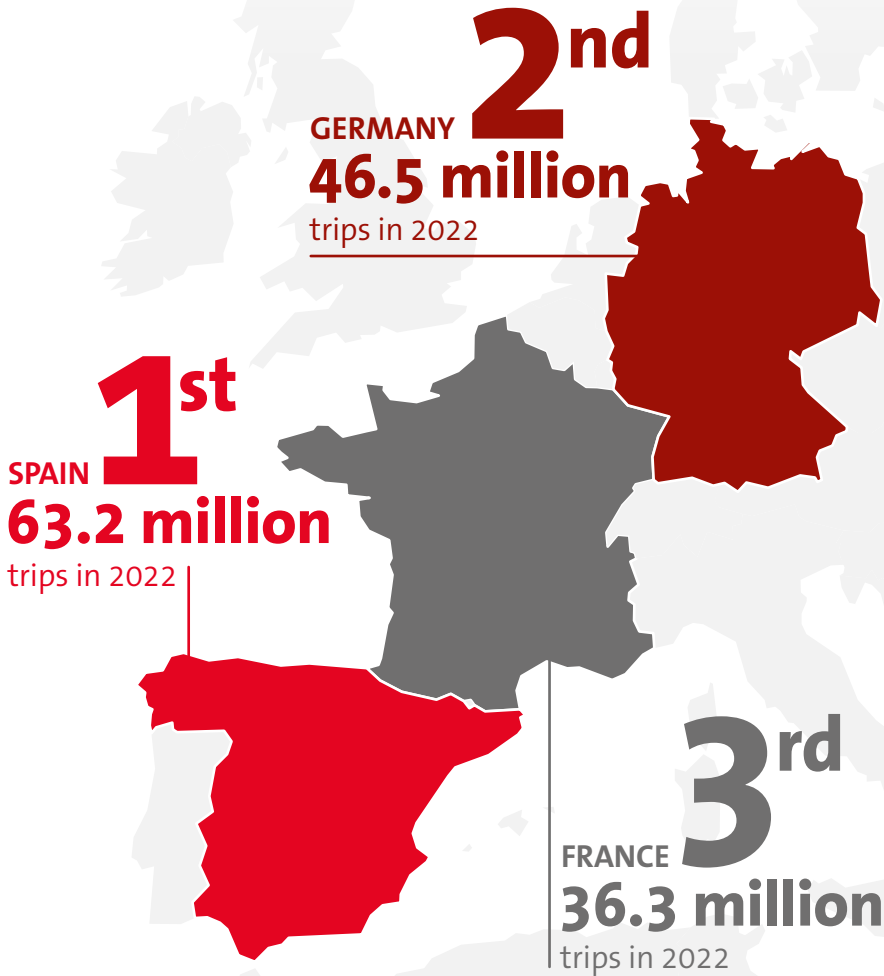 2nd
GERMANY
46.5 million
trips in 2022
1st
SPAIN
63.2 million
trips in 2022
3rd
FRANCE
36.3 million
trips in 2022